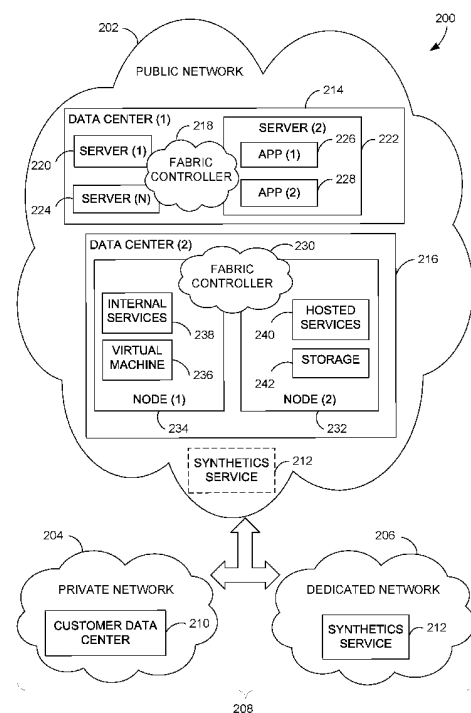 200
202
PUBLIC NETWORK
214
DATA CENTER (1)
218
SERVER (2)
220
SERVER (1)
FABRIC
CONTROLLER
APP (1)
226
222
224
SERVER (N)
APP (2)
228
DATA CENTER (2)
230
FABRIC
CONTROLLER
216
INTERNAL
SERVICES
238
240
HOSTED
SERVICES
VIRTUAL
MACHINE
236
242
STORAGE
NODE (1)
NODE (2)
234
232
SYNTHETICS
SERVICE
212
204
PRIVATE NETWORK
CUSTOMER DATA
CENTER
210
206
DEDICATED NETWORK
SYNTHETICS
SERVICE
212
208